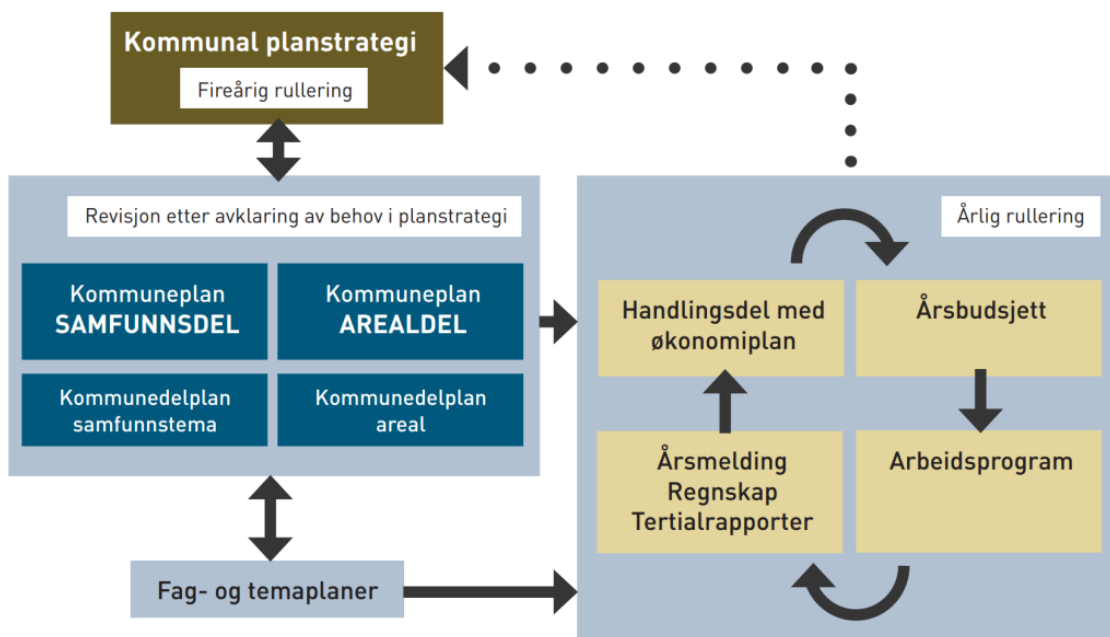 Kommunal planstrategi
Fireårig rullering
Revisjon etter avklaring av behov i planstrategi
Kommuneplan
SAMFUNNSDEL
Kommuneplan
AREALDEL
Kommunedelplan
samfunnstema
Kommunedelplan
areal
Fag- og temaplaner
Årlig rullering
Handlingsdel med
økonomiplan
Årsbudsjett
Årsmelding
Regnskap
Tertialrapporter
Arbeidsprogram